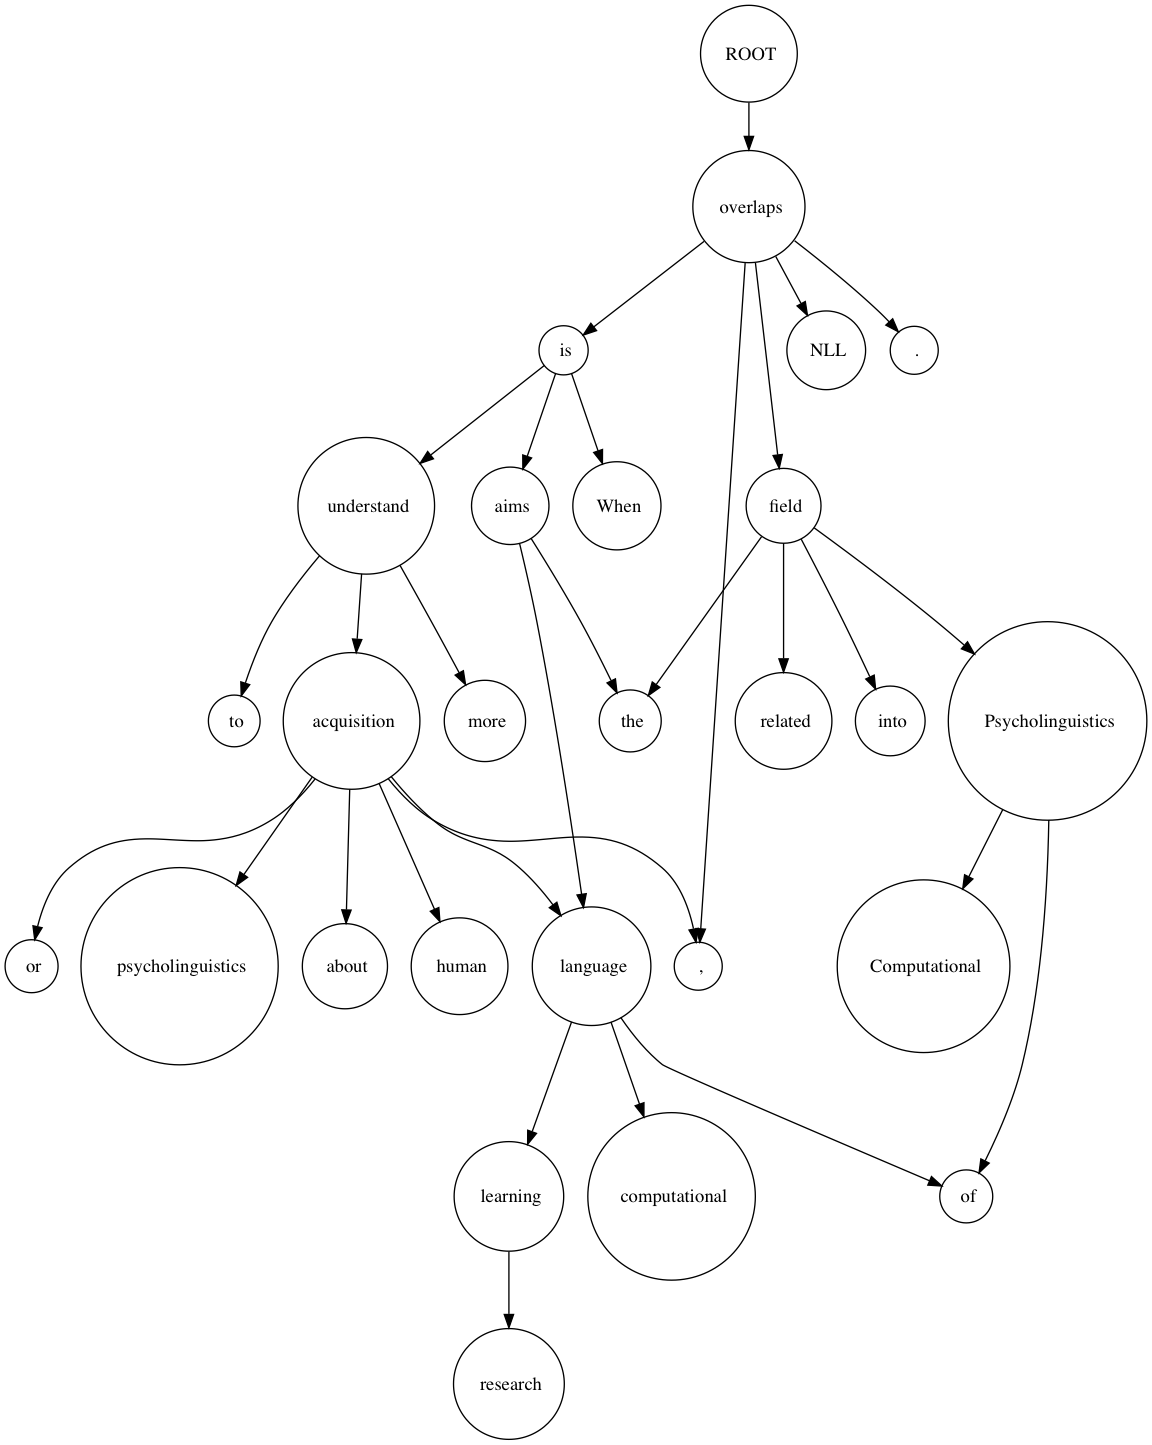 ROOT
overlaps
is
NLL
.
understand
aims
When
field
to
acquisition
more
the
related
into
Psycholinguistics
or
psycholinguistics
about
human
language
,
Computational
learning
computational
of
research